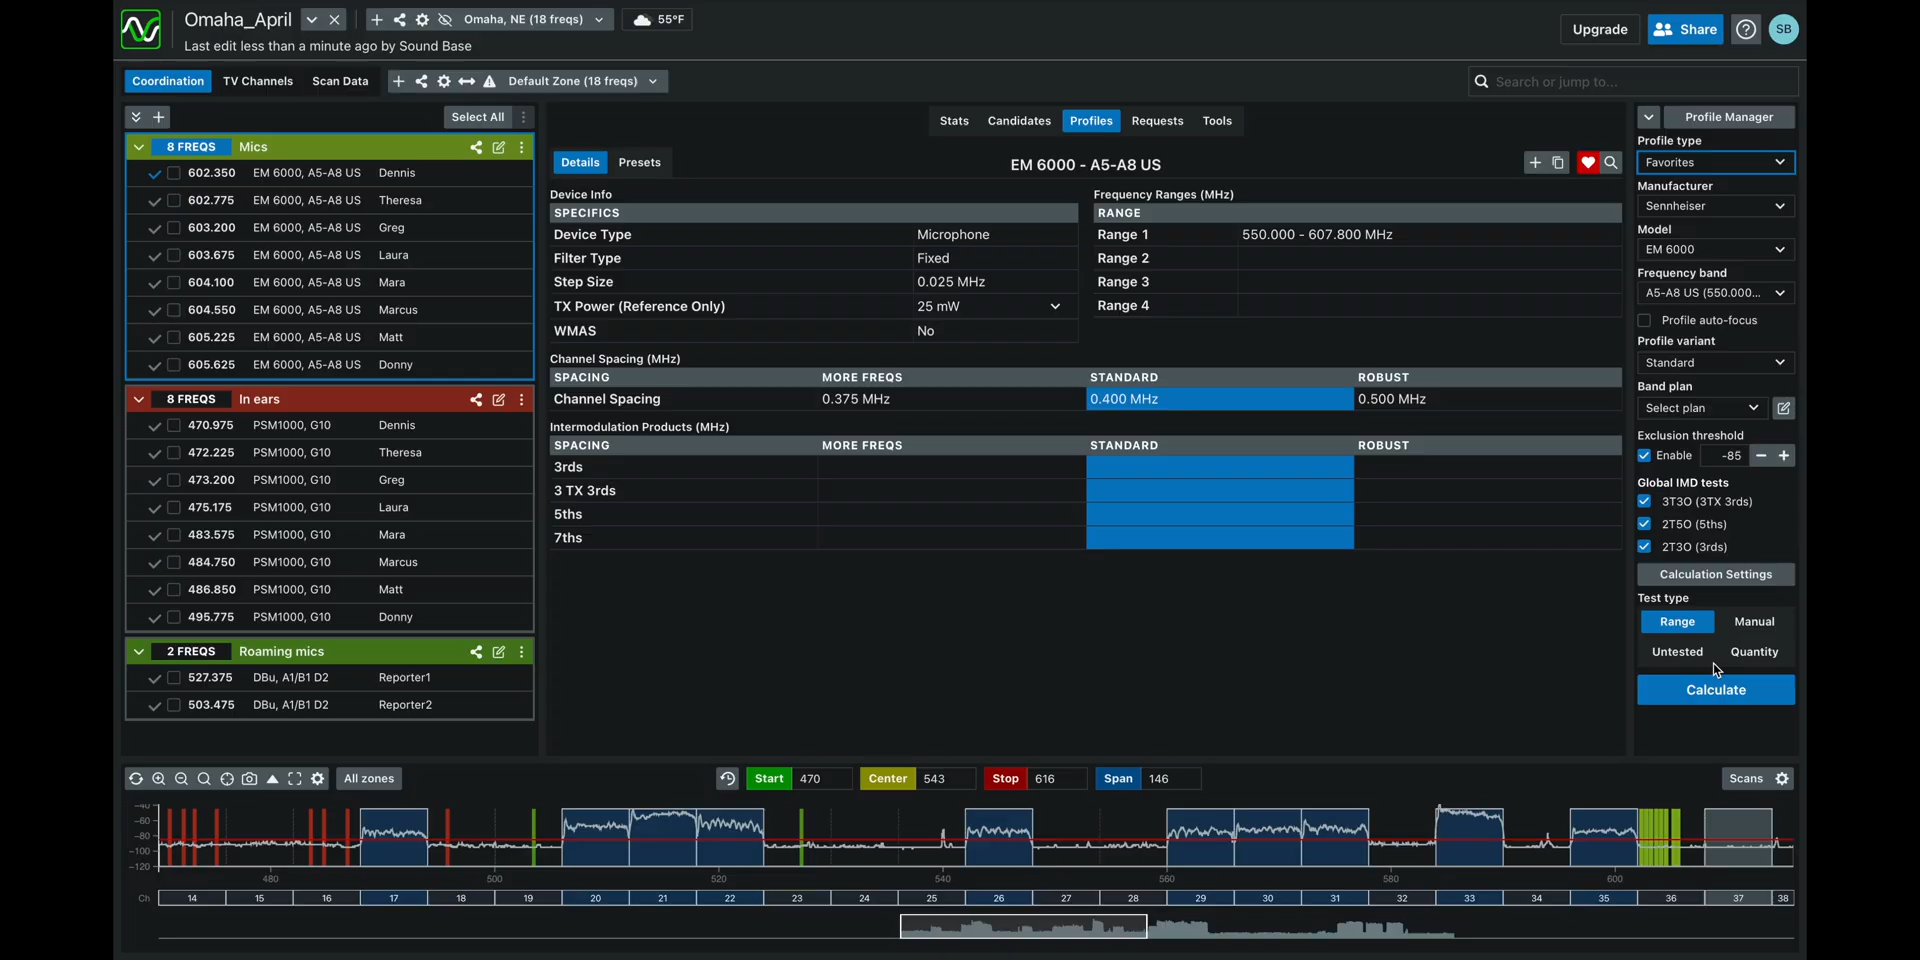 Omaha_April
Omaha, NE (18 freqs)
55°F
Last edit less than a minute ago by Sound Base
Upgrade
Share
SB
Coordination
TV Channels
Scan Data
Default Zone (18 freqs)
Search or jump to...
Select All
8 FREQS Mics
602.350 EM 6000, A5-A8 US Dennis
602.775 EM 6000, A5-A8 US Theresa
603.200 EM 6000, A5-A8 US Greg
603.675 EM 6000, A5-A8 US Laura
604.100 EM 6000, A5-A8 US Mara
604.550 EM 6000, A5-A8 US Marcus
605.225 EM 6000, A5-A8 US Matt
605.625 EM 6000, A5-A8 US Donny
8 FREQS In ears
470.975 PSM1000, G10 Dennis
472.225 PSM1000, G10 Theresa
473.200 PSM1000, G10 Greg
475.175 PSM1000, G10 Laura
483.575 PSM1000, G10 Mara
484.750 PSM1000, G10 Marcus
486.850 PSM1000, G10 Matt
495.775 PSM1000, G10 Donny
2 FREQS Roaming mics
527.375 DBu, A1/B1 D2 Reporter1
503.475 DBu, A1/B1 D2 Reporter2
Stats Candidates Profiles Requests Tools
Details Presets
EM 6000 - A5-A8 US
Device Info
SPECIFICS
Device Type Microphone
Filter Type Fixed
Step Size 0.025 MHz
TX Power (Reference Only) 25 mW
WMAS No
Frequency Ranges (MHz)
RANGE
Range 1 550.000 - 607.800 MHz
Range 2
Range 3
Range 4
Channel Spacing (MHz)
SPACING MORE FREQS STANDARD ROBUST
Channel Spacing 0.375 MHz 0.400 MHz 0.500 MHz
Intermodulation Products (MHz)
SPACING MORE FREQS STANDARD ROBUST
3rds
3 TX 3rds
5ths
7ths
Profile Manager
Profile type
Favorites
Manufacturer
Sennheiser
Model
EM 6000
Frequency band
A5-A8 US (550.000...
Profile auto-focus
Profile variant
Standard
Band plan
Select plan
Exclusion threshold
Enable -85
Global IMD tests
3T3O (3TX 3rds)
2T5O (5ths)
2T3O (3rds)
Calculation Settings
Test type
Range Manual
Untested Quantity
Calculate
All zones
Start 470 Center 543 Stop 616 Span 146
Scans
-40
-60
-80
-100
-120
480 500 520 540 560 580 600
Ch 14 15 16 17 18 19 20 21 22 23 24 25 26 27 28 29 30 31 32 33 34 35 36 37 38